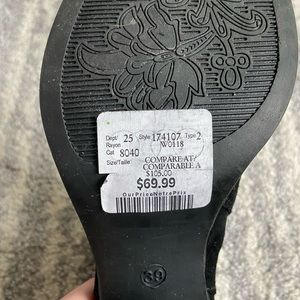 Dept/ 25 Style 174107 Type 2
Rayon W0118
Cat 8040 COMPARE AT/
Size/Taille COMPARABLE A
$105.00
$69.99
OurPriceNotrePrix
39